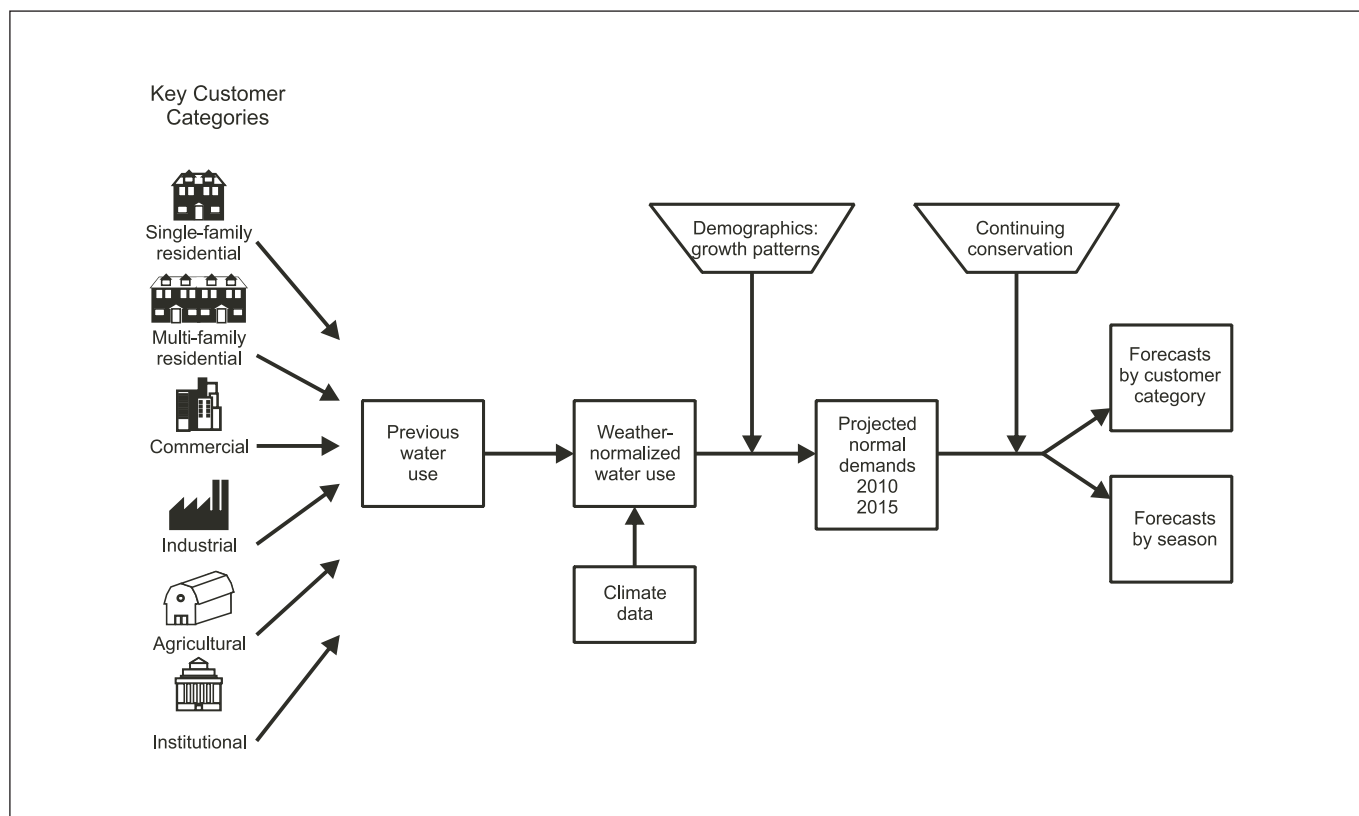 Key Customer
Categories
Single-family
residential
Multi-family
residential
Commercial
Industrial
Agricultural
Institutional
Previous
water
use
Weather-
normalized
water use
Climate
data
Demographics:
growth patterns
Projected
normal
demands
2010
2015
Continuing
conservation
Forecasts
by customer
category
Forecasts
by season